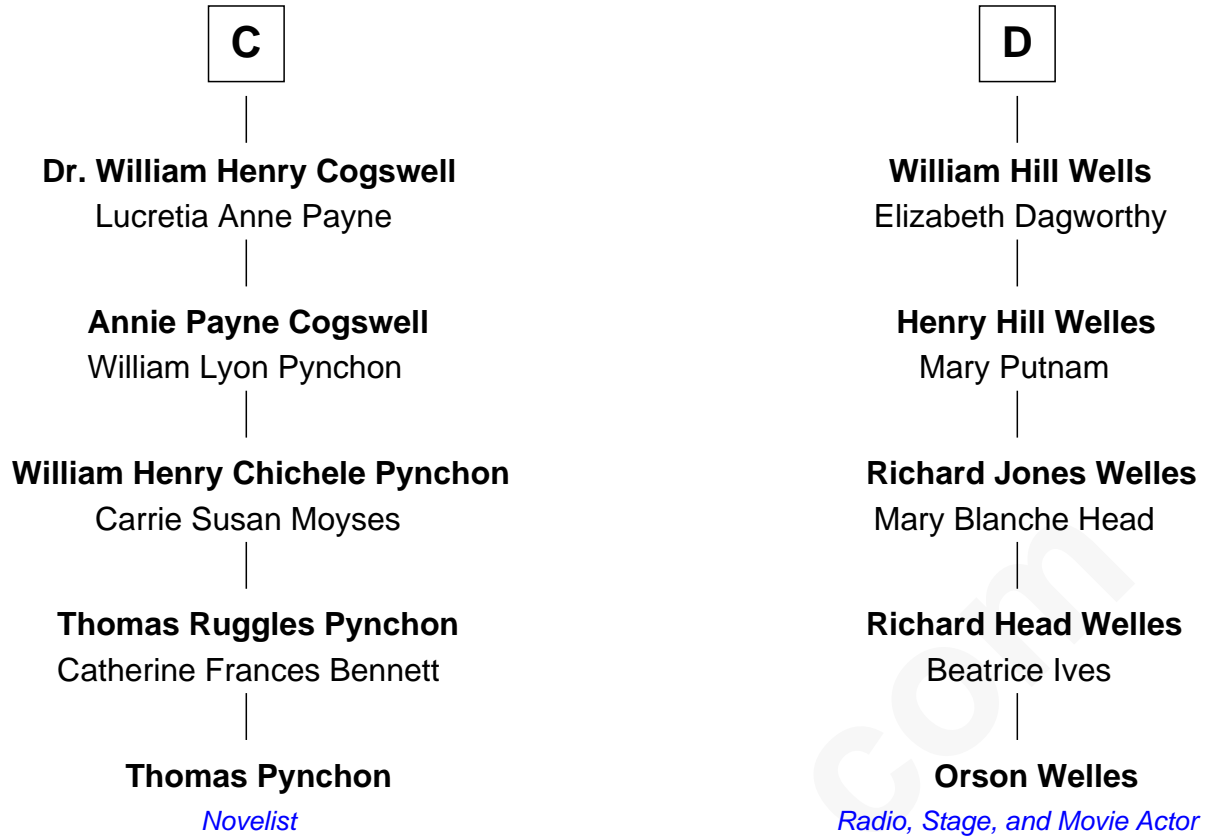 C
Dr. William Henry Cogswell
Lucretia Anne Payne
Annie Payne Cogswell
William Lyon Pynchon
William Henry Chichele Pynchon
Carrie Susan Moyses
Thomas Ruggles Pynchon
Catherine Frances Bennett
Thomas Pynchon
Novelist
D
William Hill Wells
Elizabeth Dagworthy
Henry Hill Welles
Mary Putnam
Richard Jones Welles
Mary Blanche Head
Richard Head Welles
Beatrice Ives
Orson Welles
Radio, Stage, and Movie Actor
com